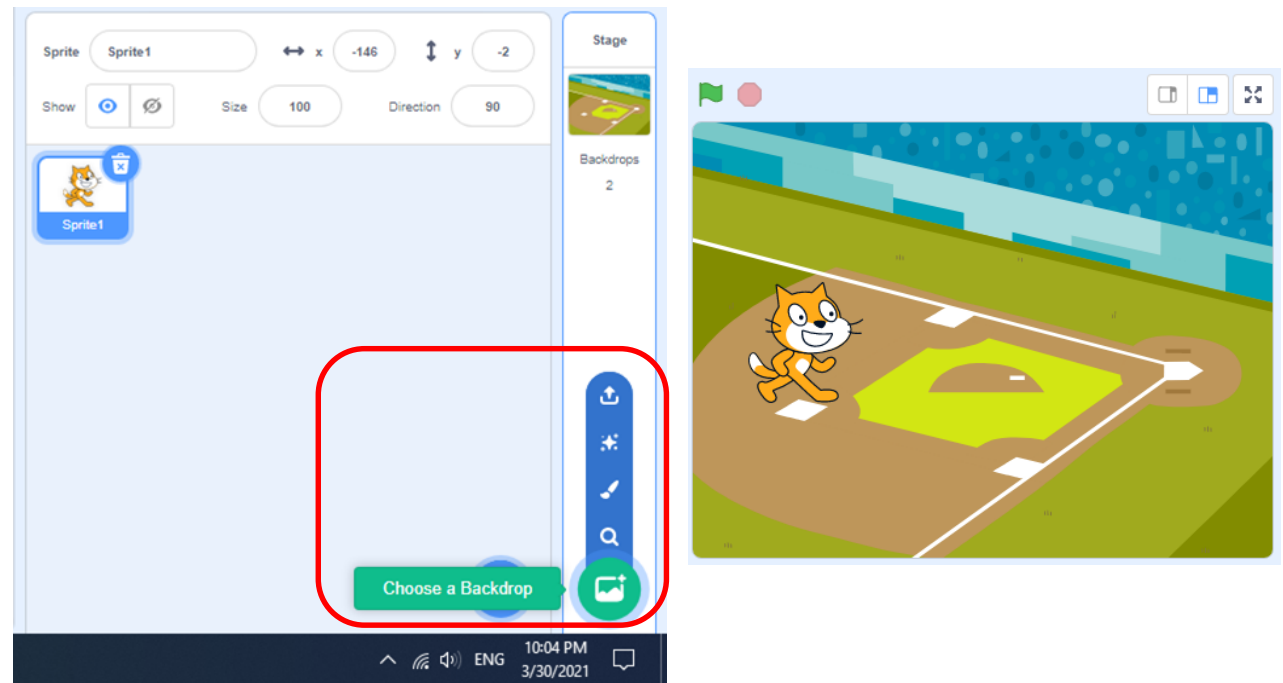 Sprite Sprite1 x -146 y -2
Show Size 100 Direction 90
Sprite1
Stage
Backdrops
2
Choose a Backdrop
ENG
10:04 PM
3/30/2021